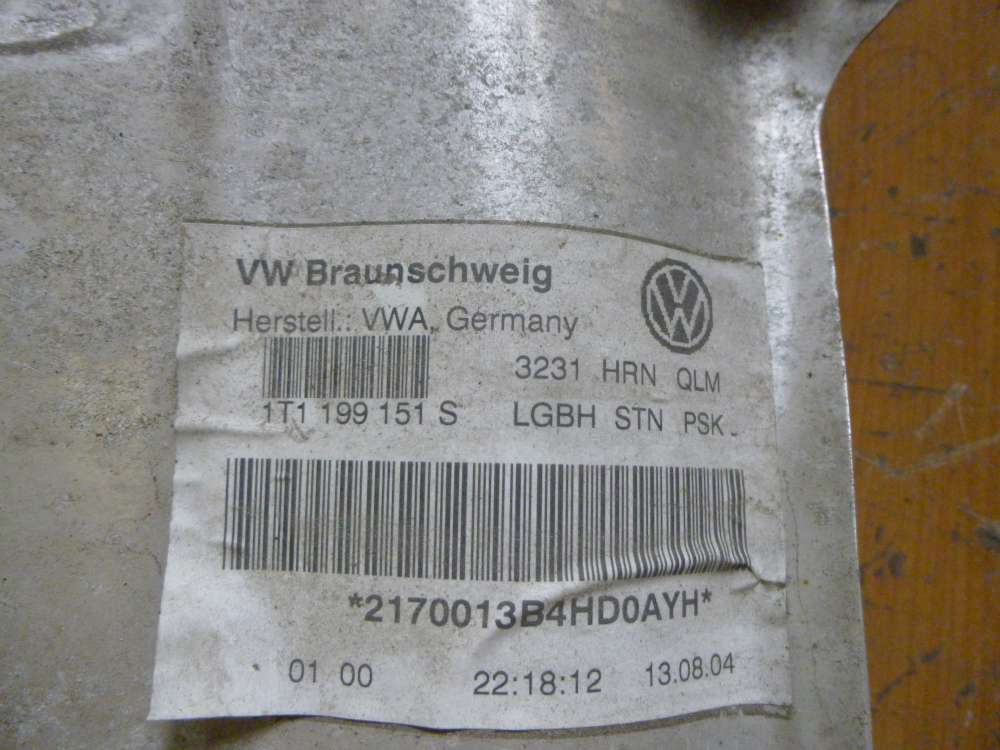 VW Braunschweig
Herstell.: VWA, Germany
3231 HRN QLM
1T1 199 151 S LGBH STN PSK
*2170013B4HD0AYH*
01 00 22:18:12 13.08.04